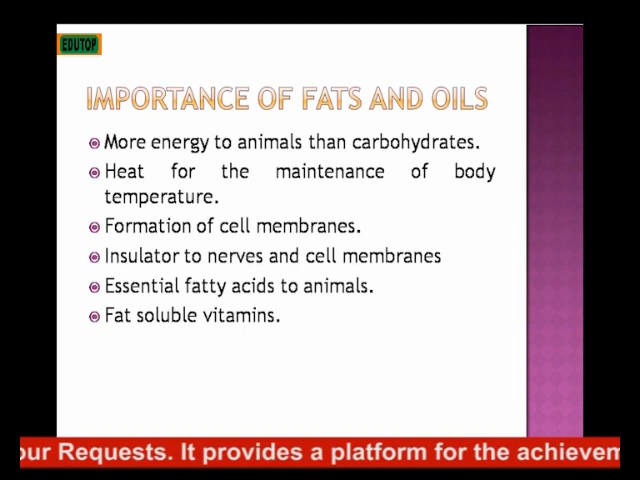 EDUTOP
IMPORTANCE OF FATS AND OILS
More energy to animals than carbohydrates.
Heat for the maintenance of body
temperature.
Formation of cell membranes.
Insulator to nerves and cell membranes
Essential fatty acids to animals.
Fat soluble vitamins.
our Requests. It provides a platform for the achievem